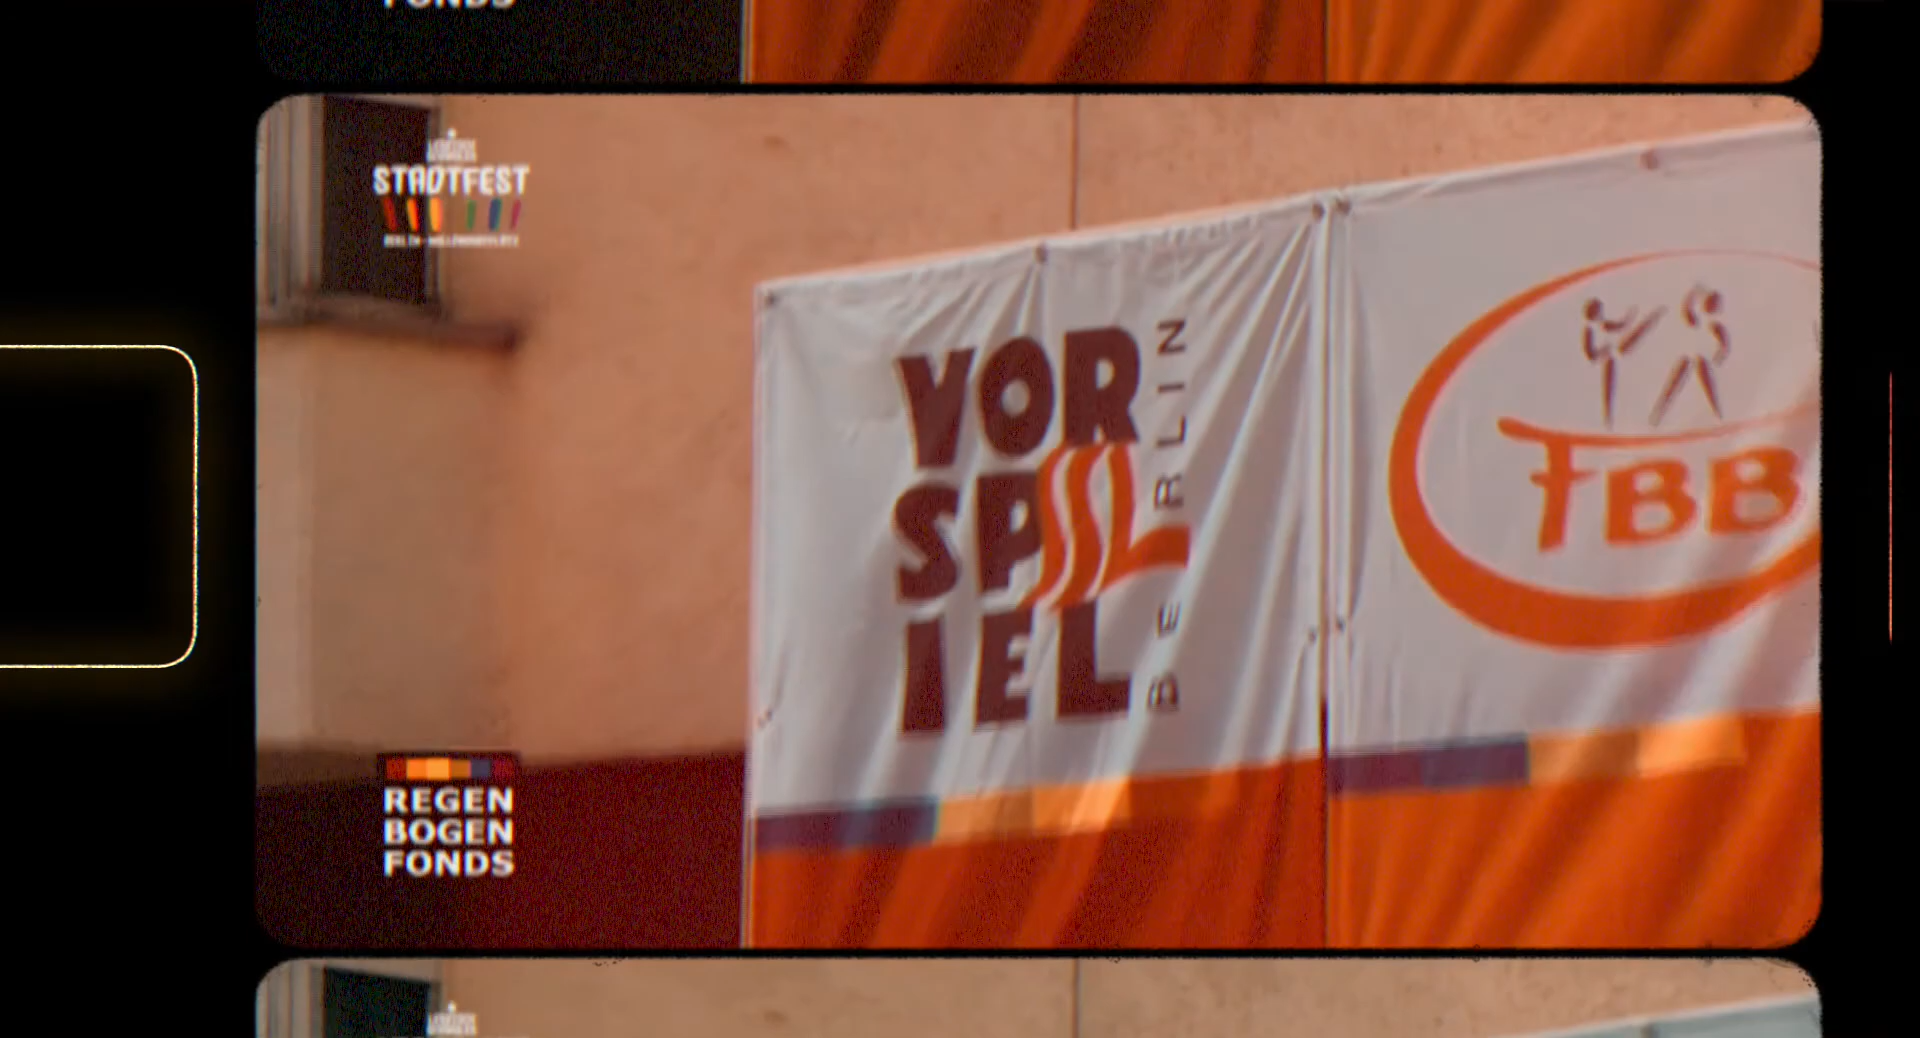 FONDS
STADTFEST
VOR
SP
IEL
BERLIN
FBB
REGEN
BOGEN
FONDS